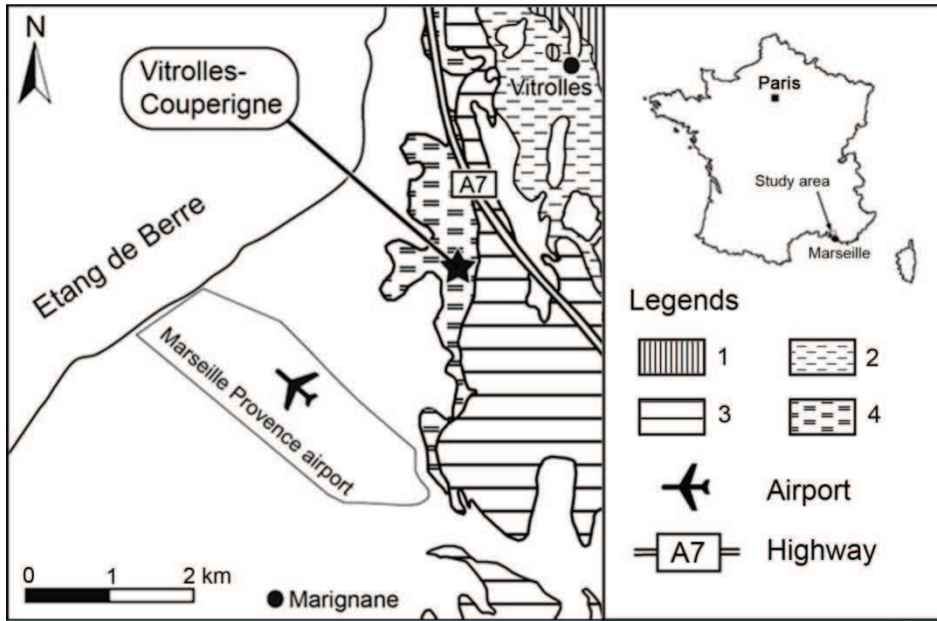 N
Vitrolles-
Couperigne
Vitrolles
A7
Etang de Berre
Marseille Provence airport
0 1 2 km
Marignane
Paris
Study area
Marseille
Legends
1 2
3 4
Airport
A7 Highway